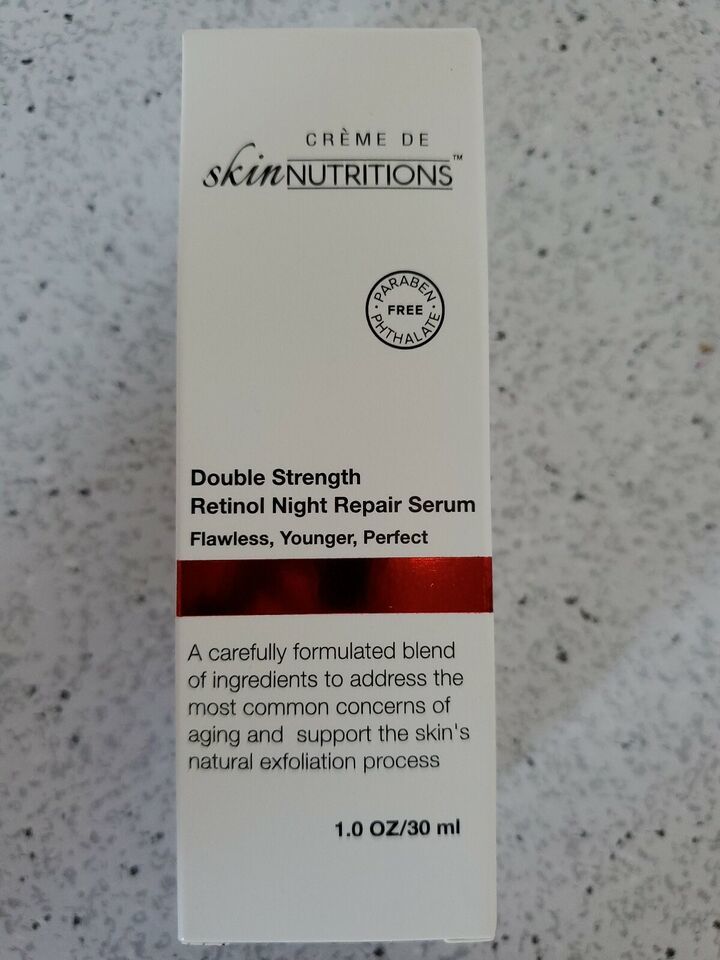 CRÈME DE
skinNUTRITIONS™
PARABEN
FREE
PHTHALATE
Double Strength
Retinol Night Repair Serum
Flawless, Younger, Perfect
A carefully formulated blend
of ingredients to address the
most common concerns of
aging and  support the skin's
natural exfoliation process
1.0 OZ/30 ml